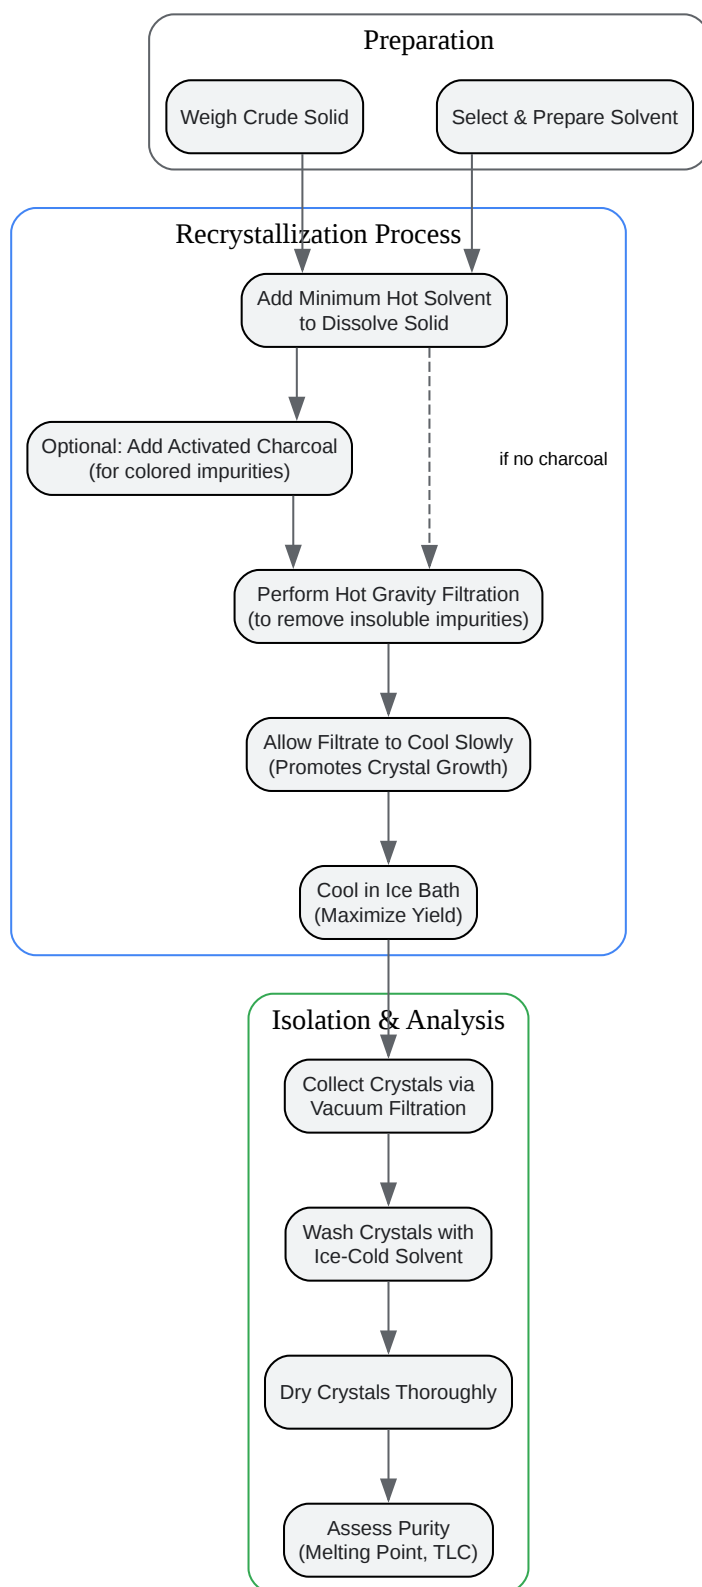 Preparation
Weigh Crude Solid
Select & Prepare Solvent
Recrystallization Process
Add Minimum Hot Solvent
to Dissolve Solid
Optional: Add Activated Charcoal
(for colored impurities)
if no charcoal
Perform Hot Gravity Filtration
(to remove insoluble impurities)
Allow Filtrate to Cool Slowly
(Promotes Crystal Growth)
Cool in Ice Bath
(Maximize Yield)
Isolation & Analysis
Collect Crystals via
Vacuum Filtration
Wash Crystals with
Ice-Cold Solvent
Dry Crystals Thoroughly
Assess Purity
(Melting Point, TLC)